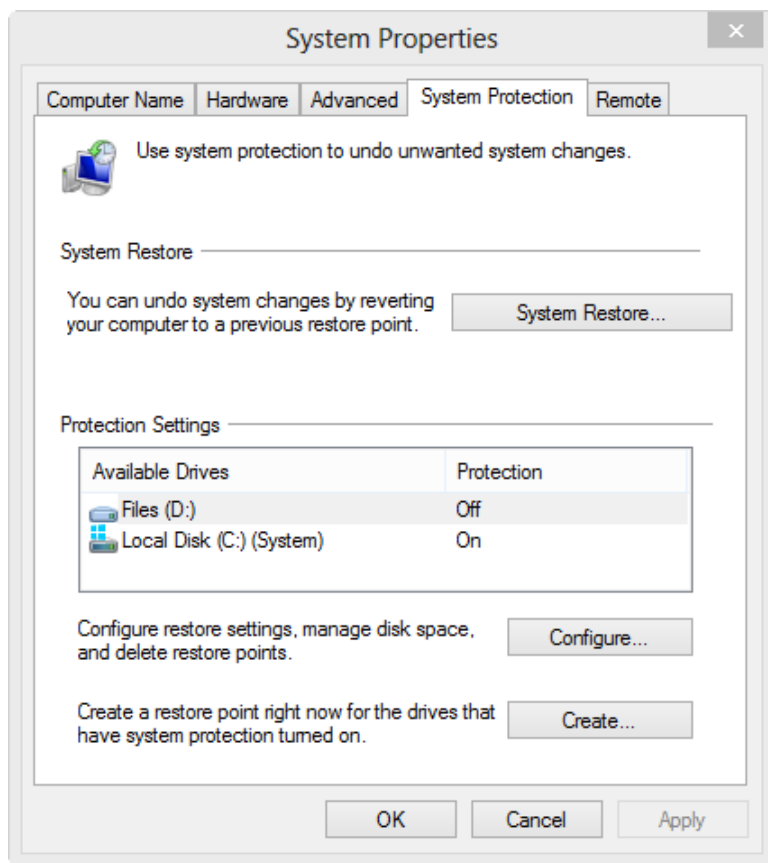 System Properties
Computer Name Hardware Advanced System Protection Remote
Use system protection to undo unwanted system changes.
System Restore
You can undo system changes by reverting
your computer to a previous restore point.
System Restore...
Protection Settings
Available Drives Protection
Files (D:) Off
Local Disk (C:) (System) On
Configure restore settings, manage disk space,
and delete restore points.
Configure...
Create a restore point right now for the drives that
have system protection turned on.
Create...
OK Cancel Apply